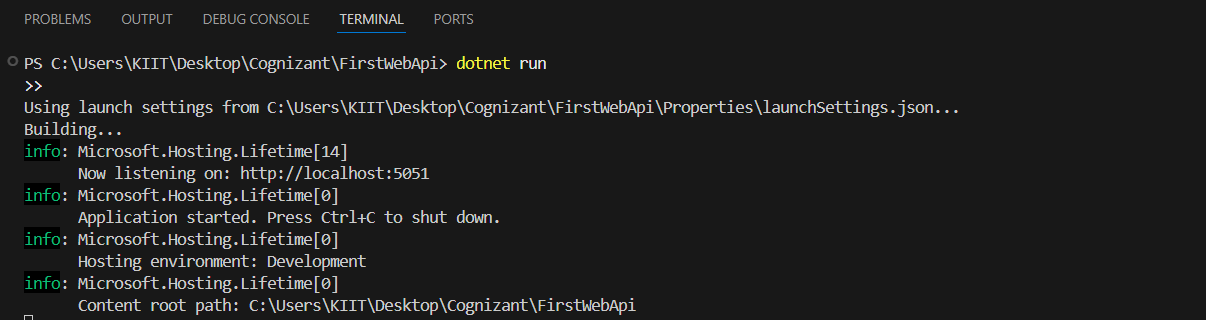 PROBLEMS OUTPUT DEBUG CONSOLE TERMINAL PORTS
PS C:\Users\KIIT\Desktop\Cognizant\FirstWebApi> dotnet run
>>
Using launch settings from C:\Users\KIIT\Desktop\Cognizant\FirstWebApi\Properties\launchSettings.json...
Building...
info: Microsoft.Hosting.Lifetime[14]
      Now listening on: http://localhost:5051
info: Microsoft.Hosting.Lifetime[0]
      Application started. Press Ctrl+C to shut down.
info: Microsoft.Hosting.Lifetime[0]
      Hosting environment: Development
info: Microsoft.Hosting.Lifetime[0]
      Content root path: C:\Users\KIIT\Desktop\Cognizant\FirstWebApi